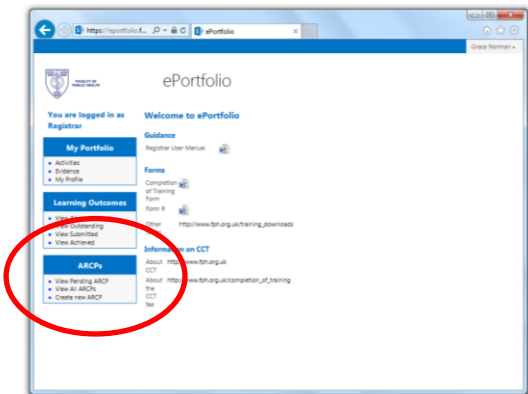 https://eportfolio.f...
ePortfolio
Grace Norman
FACULTY OF
PUBLIC HEALTH
ePortfolio
You are logged in as
Registrar
My Portfolio
Activities
Evidence
My Profile
Learning Outcomes
View All
View Outstanding
View Submitted
View Achieved
ARCPs
View Pending ARCP
View All ARCPs
Create new ARCP
Welcome to ePortfolio
Guidance
Registrar User Manual
Forms
Completion
of Training
Form
Form R
Other http://www.fph.org.uk/training_downloads
Information on CCT
About http://www.fph.org.uk
CCT
About http://www.fph.org.uk/completion_of_training
the
CCT
fee